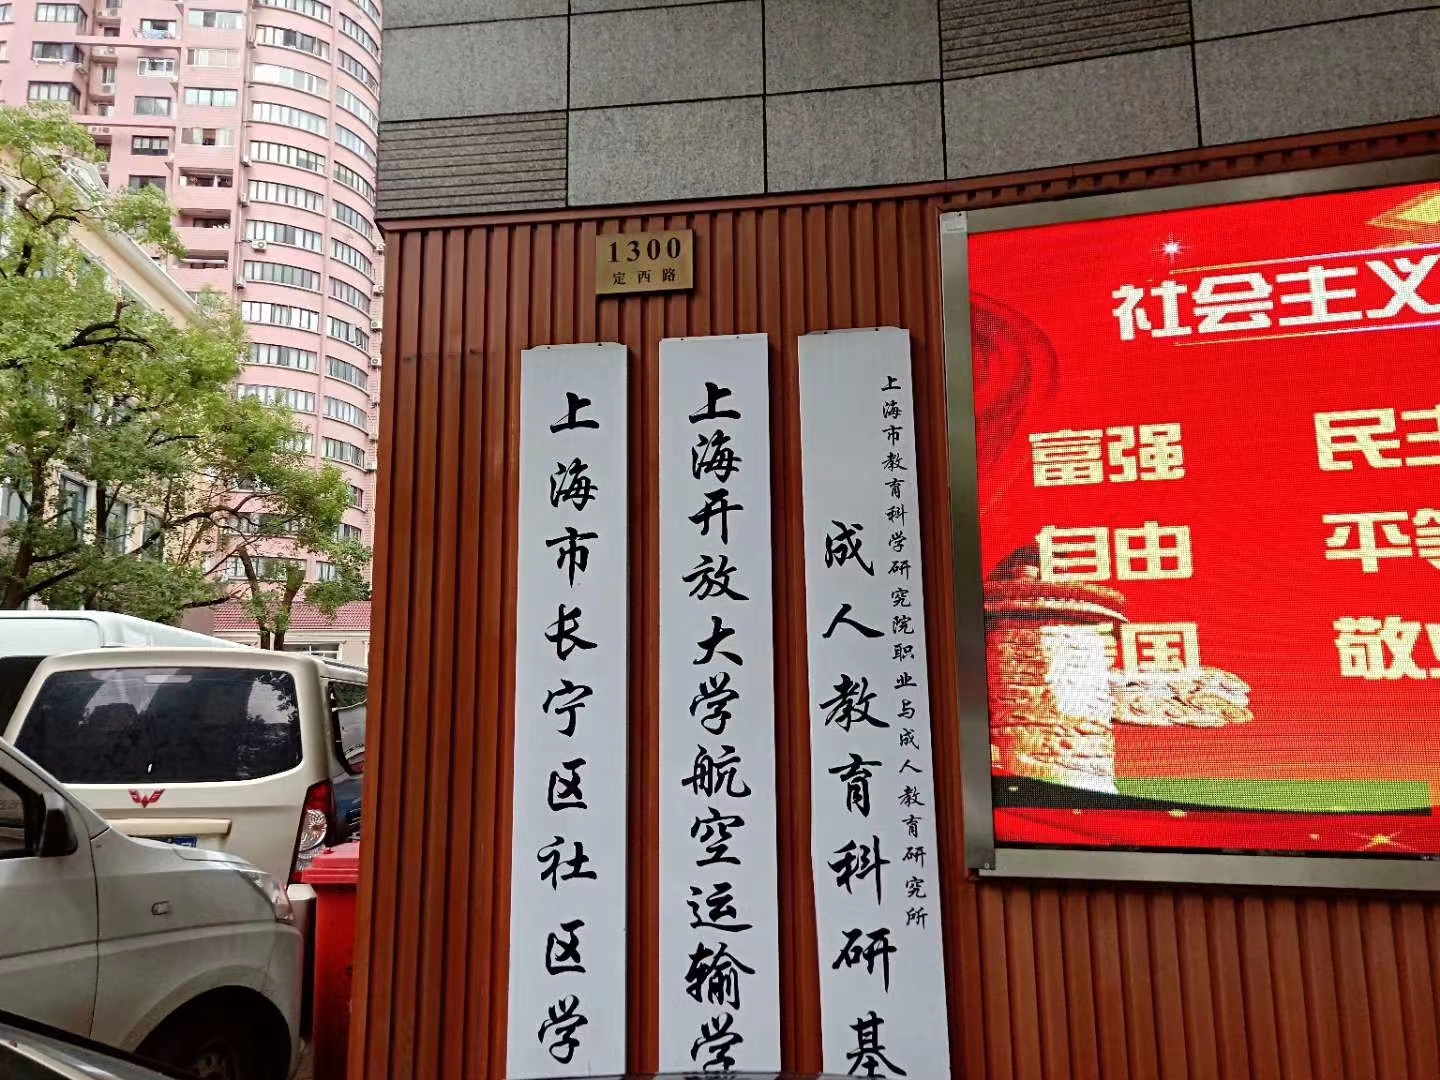 1300
定西路
上海市长宁区社区学
上海开放大学航空运输学
上海市教育科学研究院职业与成人教育研究所
成人教育科研基
社会主义
富强 民主
自由 平等
爱国 敬业